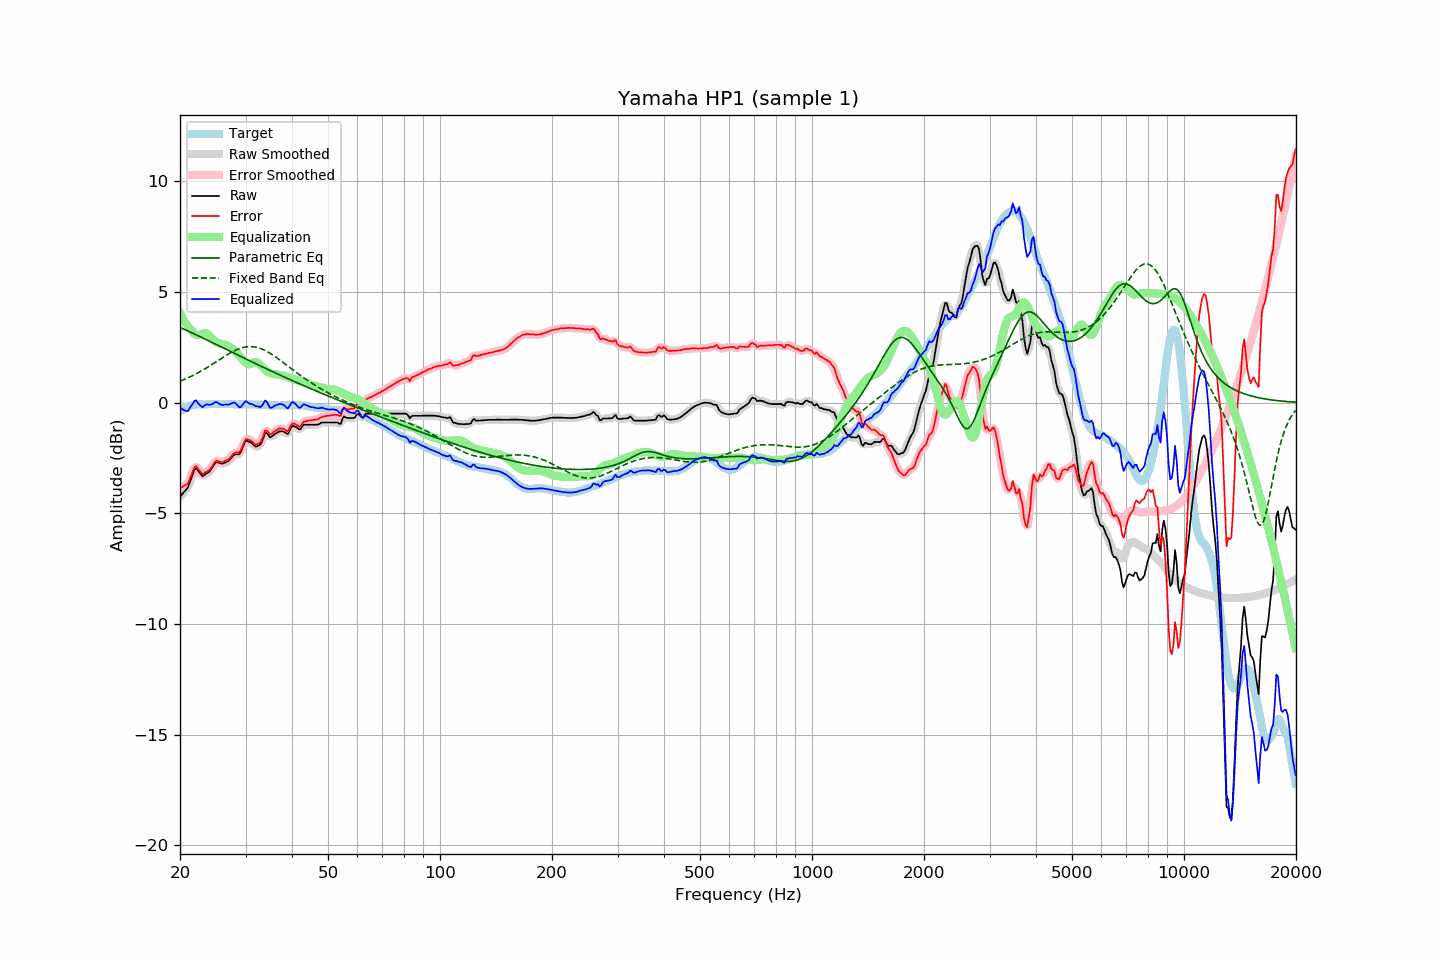 Yamaha HP1 (sample 1)
Target
Raw Smoothed
Error Smoothed
Raw
Error
Equalization
Parametric Eq
Fixed Band Eq
Equalized
10
5
0
−5
−10
−15
−20
Amplitude (dBr)
20 50 100 200 500 1000 2000 5000 10000 20000
Frequency (Hz)